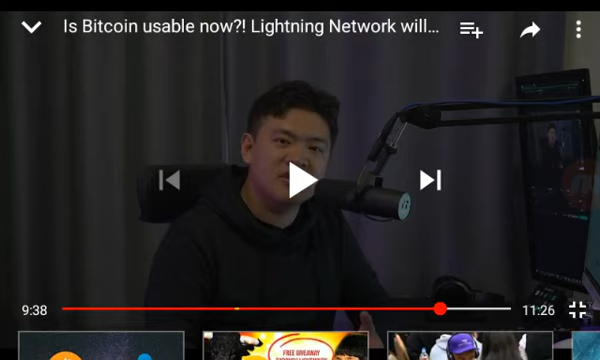 Is Bitcoin usable now?! Lightning Network will...
9:38
11:26
FREE GIVEAWAY